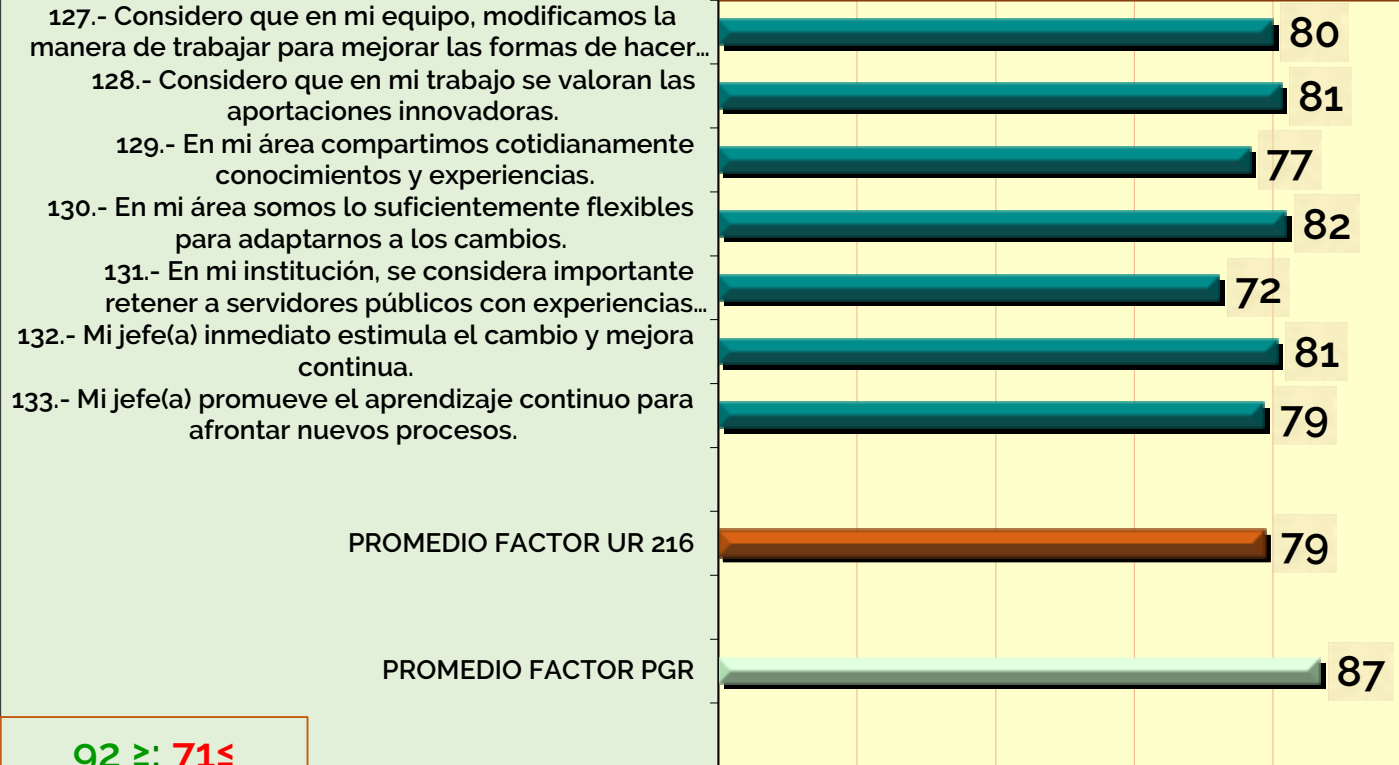 127.- Considero que en mi equipo, modificamos la
manera de trabajar para mejorar las formas de hacer…
80
128.- Considero que en mi trabajo se valoran las
aportaciones innovadoras.
81
129.- En mi área compartimos cotidianamente
conocimientos y experiencias.
77
130.- En mi área somos lo suficientemente flexibles
para adaptarnos a los cambios.
82
131.- En mi institución, se considera importante
retener a servidores públicos con experiencias…
72
132.- Mi jefe(a) inmediato estimula el cambio y mejora
continua.
81
133.- Mi jefe(a) promueve el aprendizaje continuo para
afrontar nuevos procesos.
79
PROMEDIO FACTOR UR 216
79
PROMEDIO FACTOR PGR
87
92 ≥; 71≤